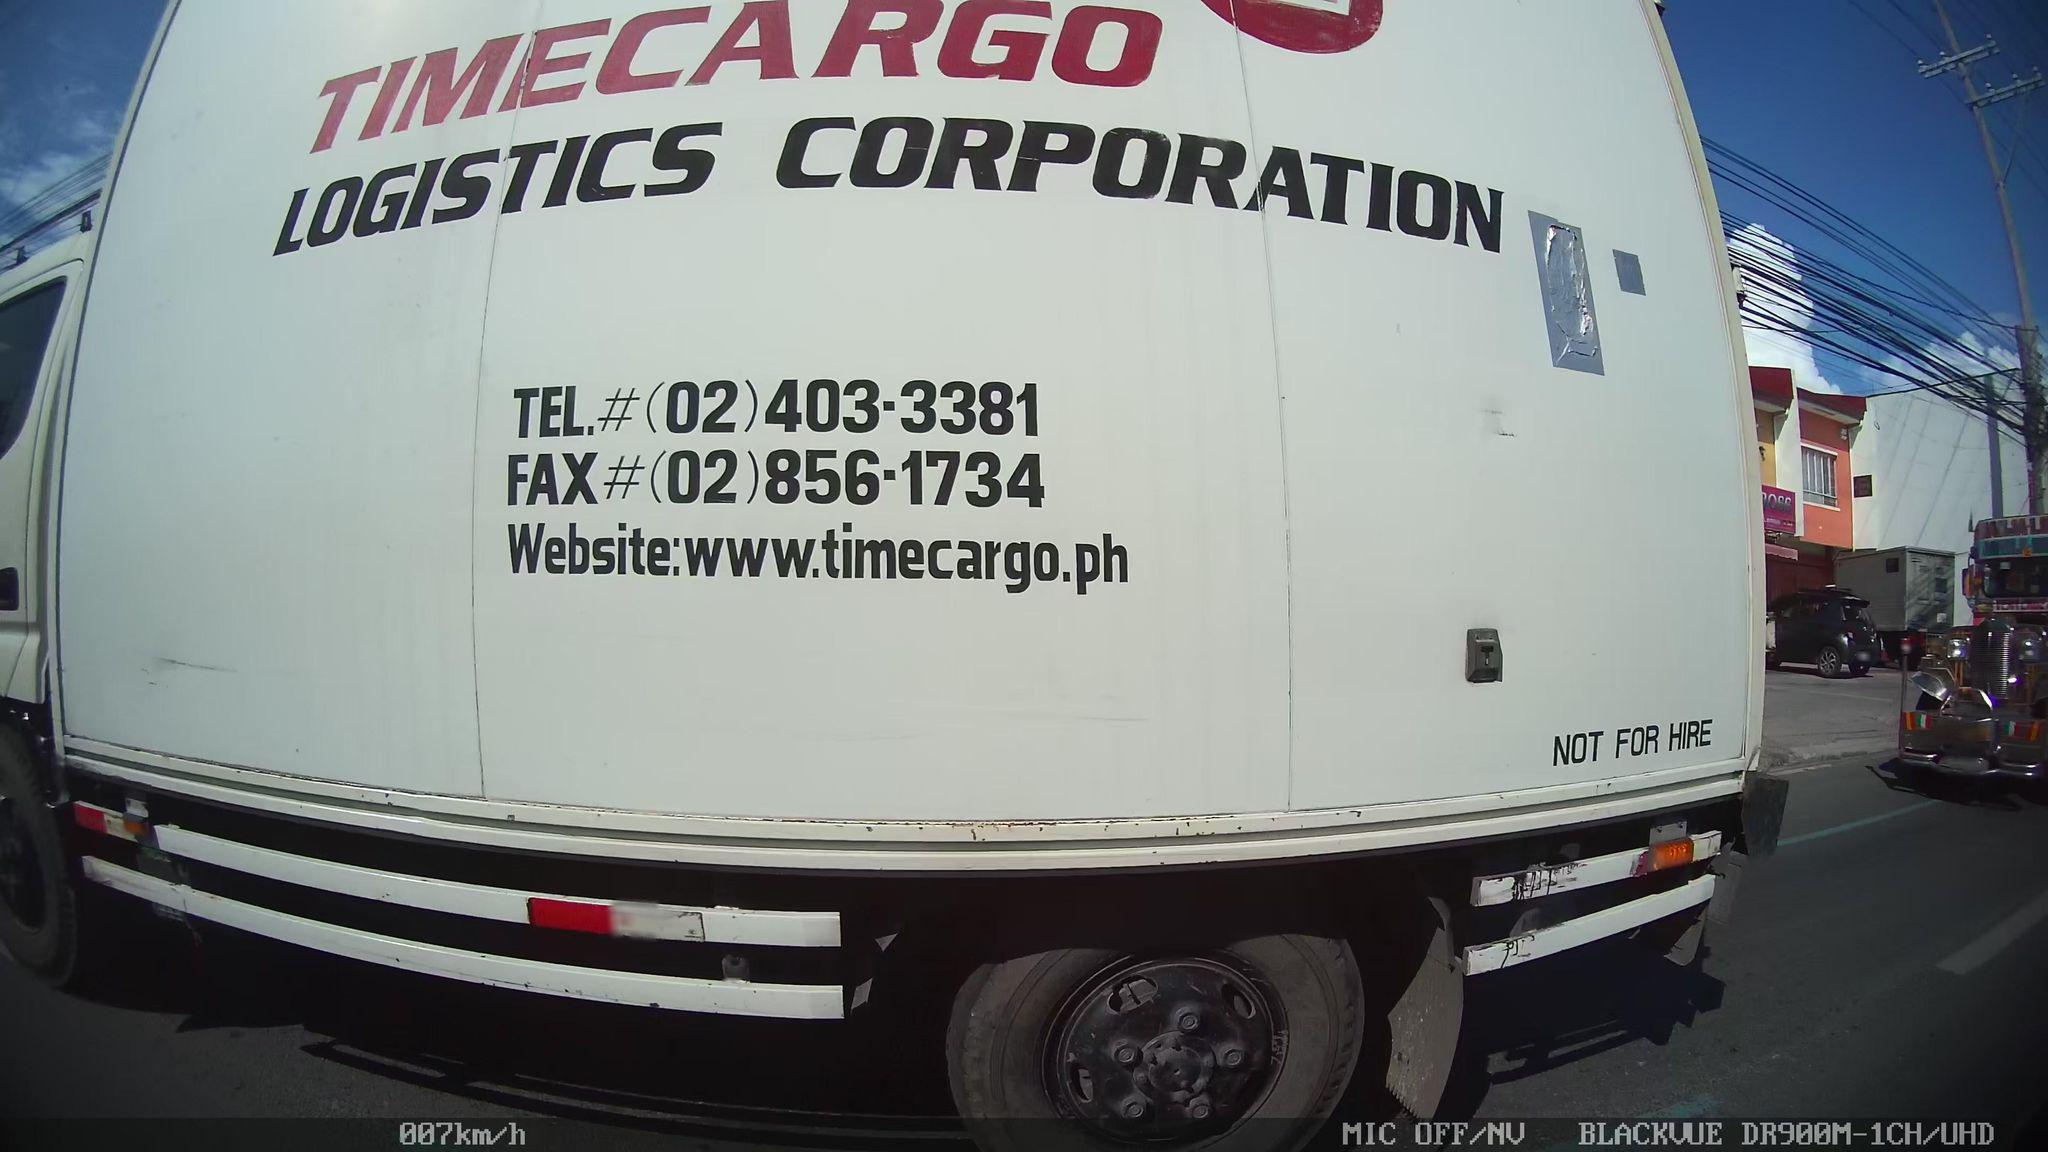 TIMECARGO
LOGISTICS CORPORATION
TEL.#(02)403-3381
FAX#(02)856-1734
Website:www.timecargo.ph
NOT FOR HIRE
007km/h
MIC OFF/NV BLACKVUE DR900M-1CH/UHD